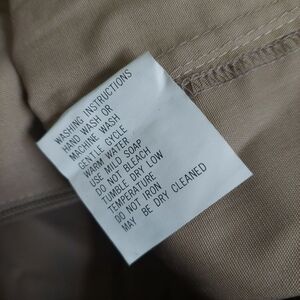 WASHING INSTRUCTIONS
HAND WASH OR
MACHINE WASH
GENTLE CYCLE
WARM WATER
USE MILD SOAP
DO NOT BLEACH
TUMBLE DRY LOW
TEMPERATURE
DO NOT IRON
MAY BE DRY CLEANED